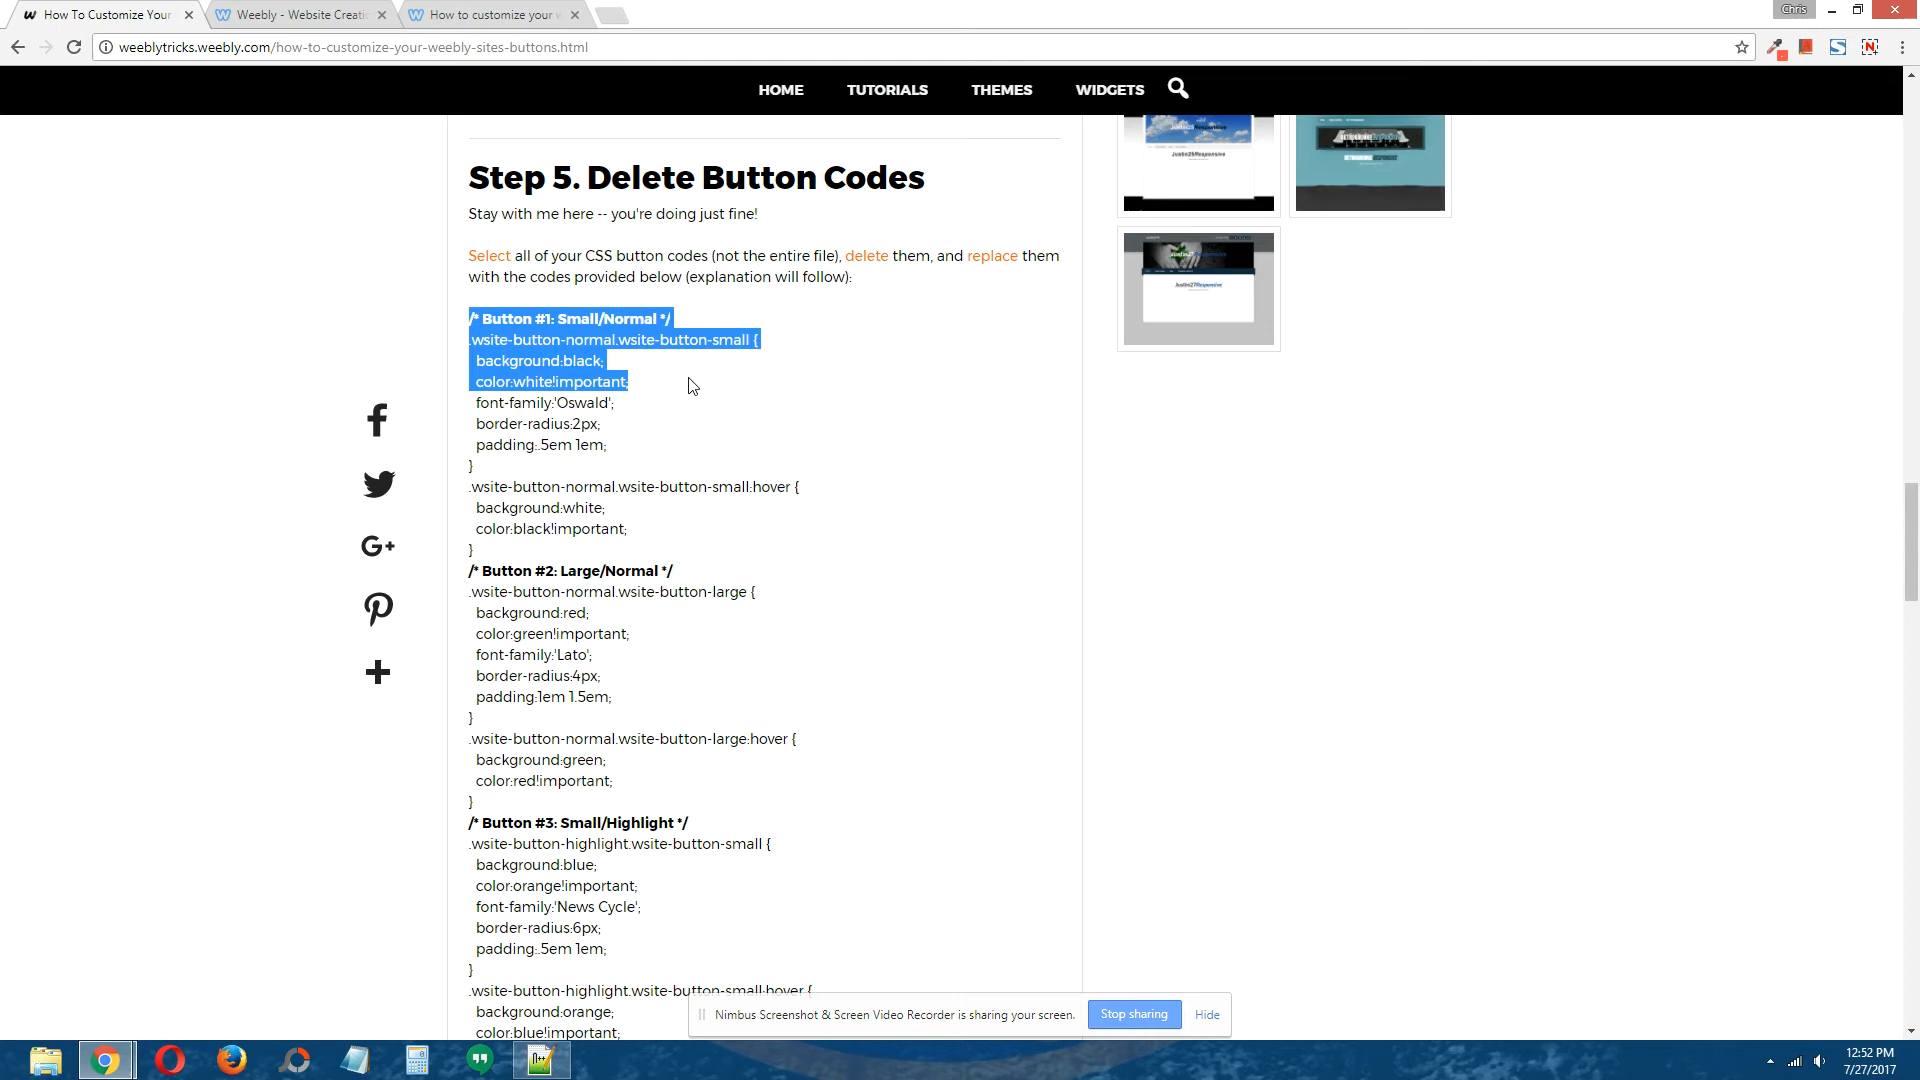 How To Customize Your
Weebly - Website Creatic
How to customize your w
Chris
weeblytricks.weebly.com/how-to-customize-your-weebly-sites-buttons.html
HOME
TUTORIALS
THEMES
WIDGETS
Step 5. Delete Button Codes
Stay with me here -- you're doing just fine!
Select all of your CSS button codes (not the entire file), delete them, and replace them
with the codes provided below (explanation will follow):
/* Button #1: Small/Normal */
.wsite-button-normal.wsite-button-small {
background:black;
color:white!important;
font-family:'Oswald';
border-radius:2px;
padding:.5em 1em;
}
.wsite-button-normal.wsite-button-small:hover {
background:white;
color:black!important;
}
/* Button #2: Large/Normal */
.wsite-button-normal.wsite-button-large {
background:red;
color:green!important;
font-family:'Lato';
border-radius:4px;
padding:1em 1.5em;
}
.wsite-button-normal.wsite-button-large:hover {
background:green;
color:red!important;
}
/* Button #3: Small/Highlight */
.wsite-button-highlight.wsite-button-small {
background:blue;
color:orange!important;
font-family:'News Cycle';
border-radius:6px;
padding:.5em 1em;
}
.wsite-button-highlight.wsite-button-small:hover {
background:orange;
color:blue!important;
Justin25Responsive
Justin27Responsive
Nimbus Screenshot & Screen Video Recorder is sharing your screen.
Stop sharing
Hide
12:52 PM
7/27/2017